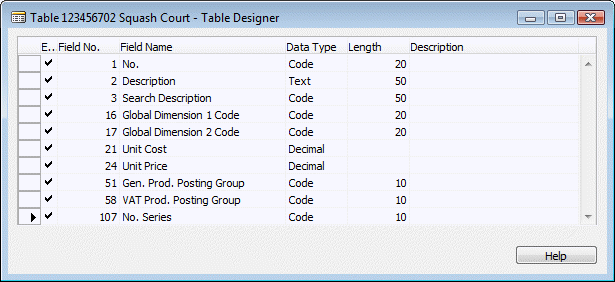 Table 123456702 Squash Court - Table Designer
E.. Field No. Field Name Data Type Length Description
1 No. Code 20
2 Description Text 50
3 Search Description Code 50
16 Global Dimension 1 Code Code 20
17 Global Dimension 2 Code Code 20
21 Unit Cost Decimal
24 Unit Price Decimal
51 Gen. Prod. Posting Group Code 10
58 VAT Prod. Posting Group Code 10
107 No. Series Code 10
Help